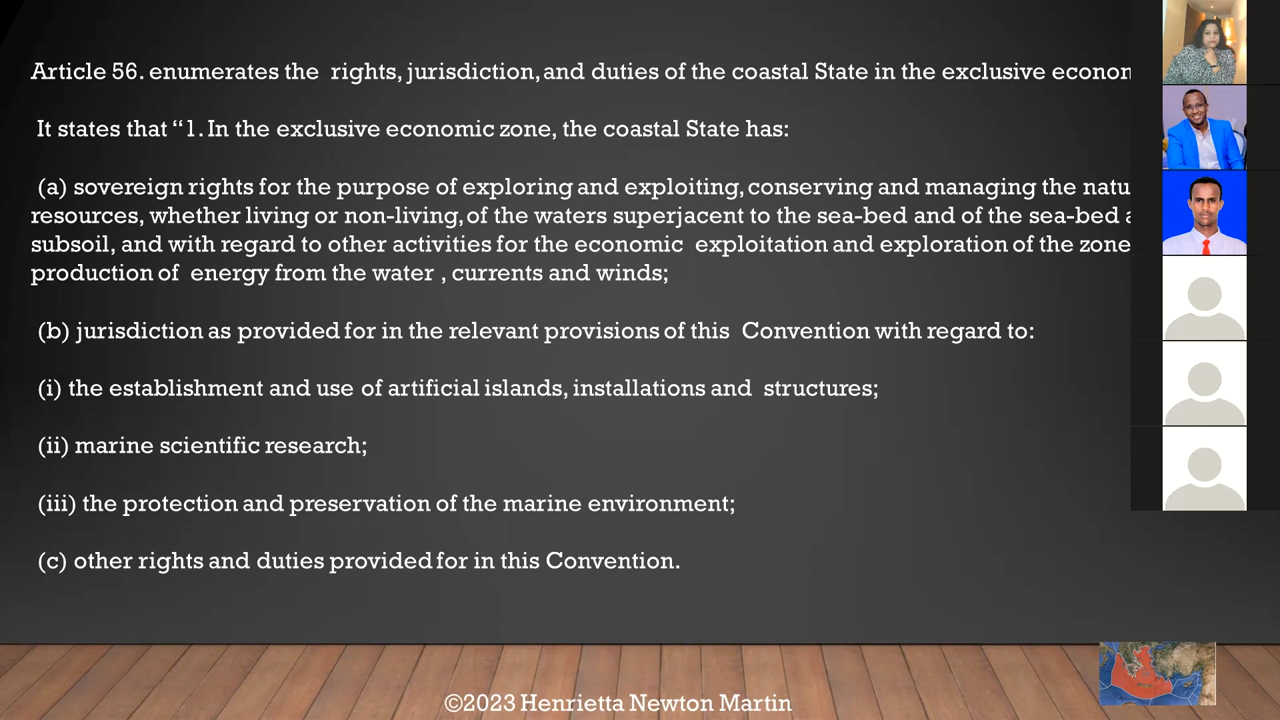 Article 56. enumerates the rights, jurisdiction, and duties of the coastal State in the exclusive econom
It states that “1. In the exclusive economic zone, the coastal State has:
(a) sovereign rights for the purpose of exploring and exploiting, conserving and managing the natu
resources, whether living or non-living, of the waters superjacent to the sea-bed and of the sea-bed a
subsoil, and with regard to other activities for the economic exploitation and exploration of the zone
production of energy from the water , currents and winds;
(b) jurisdiction as provided for in the relevant provisions of this Convention with regard to:
(i) the establishment and use of artificial islands, installations and structures;
(ii) marine scientific research;
(iii) the protection and preservation of the marine environment;
(c) other rights and duties provided for in this Convention.
©2023 Henrietta Newton Martin